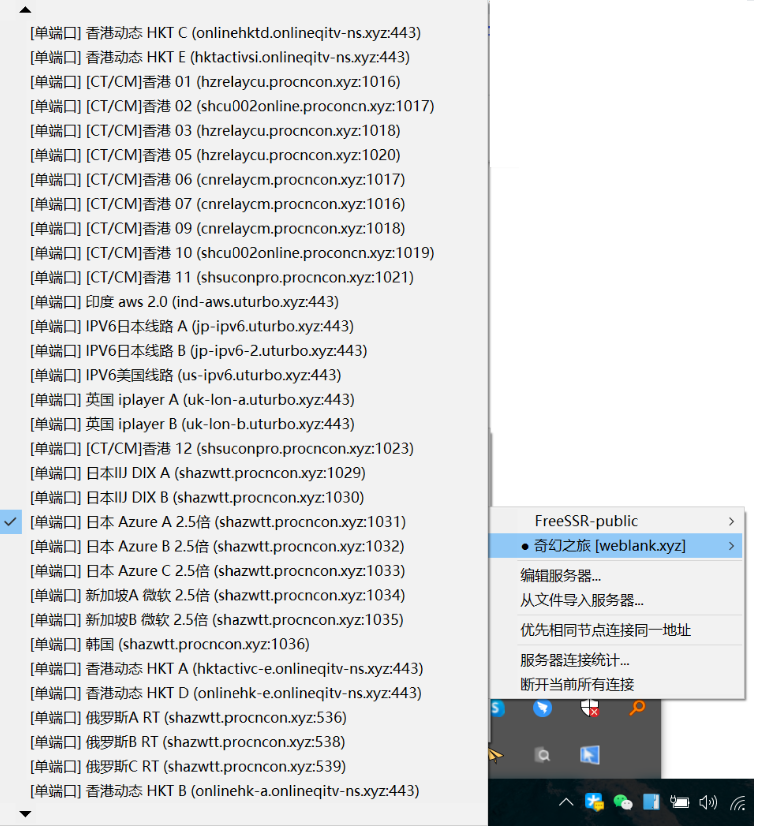 [单端口] 香港动态 HKT C (onlinehktd.onlineqitv-ns.xyz:443)
[单端口] 香港动态 HKT E (hktactivsi.onlineqitv-ns.xyz:443)
[单端口] [CT/CM]香港 01 (hzrelaycu.procncon.xyz:1016)
[单端口] [CT/CM]香港 02 (shcu002online.proconcn.xyz:1017)
[单端口] [CT/CM]香港 03 (hzrelaycu.procncon.xyz:1018)
[单端口] [CT/CM]香港 05 (hzrelaycu.procncon.xyz:1020)
[单端口] [CT/CM]香港 06 (cnrelaycm.procncon.xyz:1017)
[单端口] [CT/CM]香港 07 (cnrelaycm.procncon.xyz:1016)
[单端口] [CT/CM]香港 09 (cnrelaycm.procncon.xyz:1018)
[单端口] [CT/CM]香港 10 (shcu002online.proconcn.xyz:1019)
[单端口] [CT/CM]香港 11 (shsuconpro.procncon.xyz:1021)
[单端口] 印度 aws 2.0 (ind-aws.uturbo.xyz:443)
[单端口] IPV6日本线路 A (jp-ipv6.uturbo.xyz:443)
[单端口] IPV6日本线路 B (jp-ipv6-2.uturbo.xyz:443)
[单端口] IPV6美国线路 (us-ipv6.uturbo.xyz:443)
[单端口] 英国 iplayer A (uk-lon-a.uturbo.xyz:443)
[单端口] 英国 iplayer B (uk-lon-b.uturbo.xyz:443)
[单端口] [CT/CM]香港 12 (shsuconpro.procncon.xyz:1023)
[单端口] 日本IIJ DIX A (shazwtt.procncon.xyz:1029)
[单端口] 日本IIJ DIX B (shazwtt.procncon.xyz:1030)
[单端口] 日本 Azure A 2.5倍 (shazwtt.procncon.xyz:1031)
[单端口] 日本 Azure B 2.5倍 (shazwtt.procncon.xyz:1032)
[单端口] 日本 Azure C 2.5倍 (shazwtt.procncon.xyz:1033)
[单端口] 新加坡A 微软 2.5倍 (shazwtt.procncon.xyz:1034)
[单端口] 新加坡B 微软 2.5倍 (shazwtt.procncon.xyz:1035)
[单端口] 韩国 (shazwtt.procncon.xyz:1036)
[单端口] 香港动态 HKT A (hktactivc-e.onlineqitv-ns.xyz:443)
[单端口] 香港动态 HKT D (onlinehk-e.onlineqitv-ns.xyz:443)
[单端口] 俄罗斯A RT (shazwtt.procncon.xyz:536)
[单端口] 俄罗斯B RT (shazwtt.procncon.xyz:538)
[单端口] 俄罗斯C RT (shazwtt.procncon.xyz:539)
[单端口] 香港动态 HKT B (onlinehk-a.onlineqitv-ns.xyz:443)
FreeSSR-public
● 奇幻之旅 [weblank.xyz]
编辑服务器...
从文件导入服务器...
优先相同节点连接同一地址
服务器连接统计...
断开当前所有连接